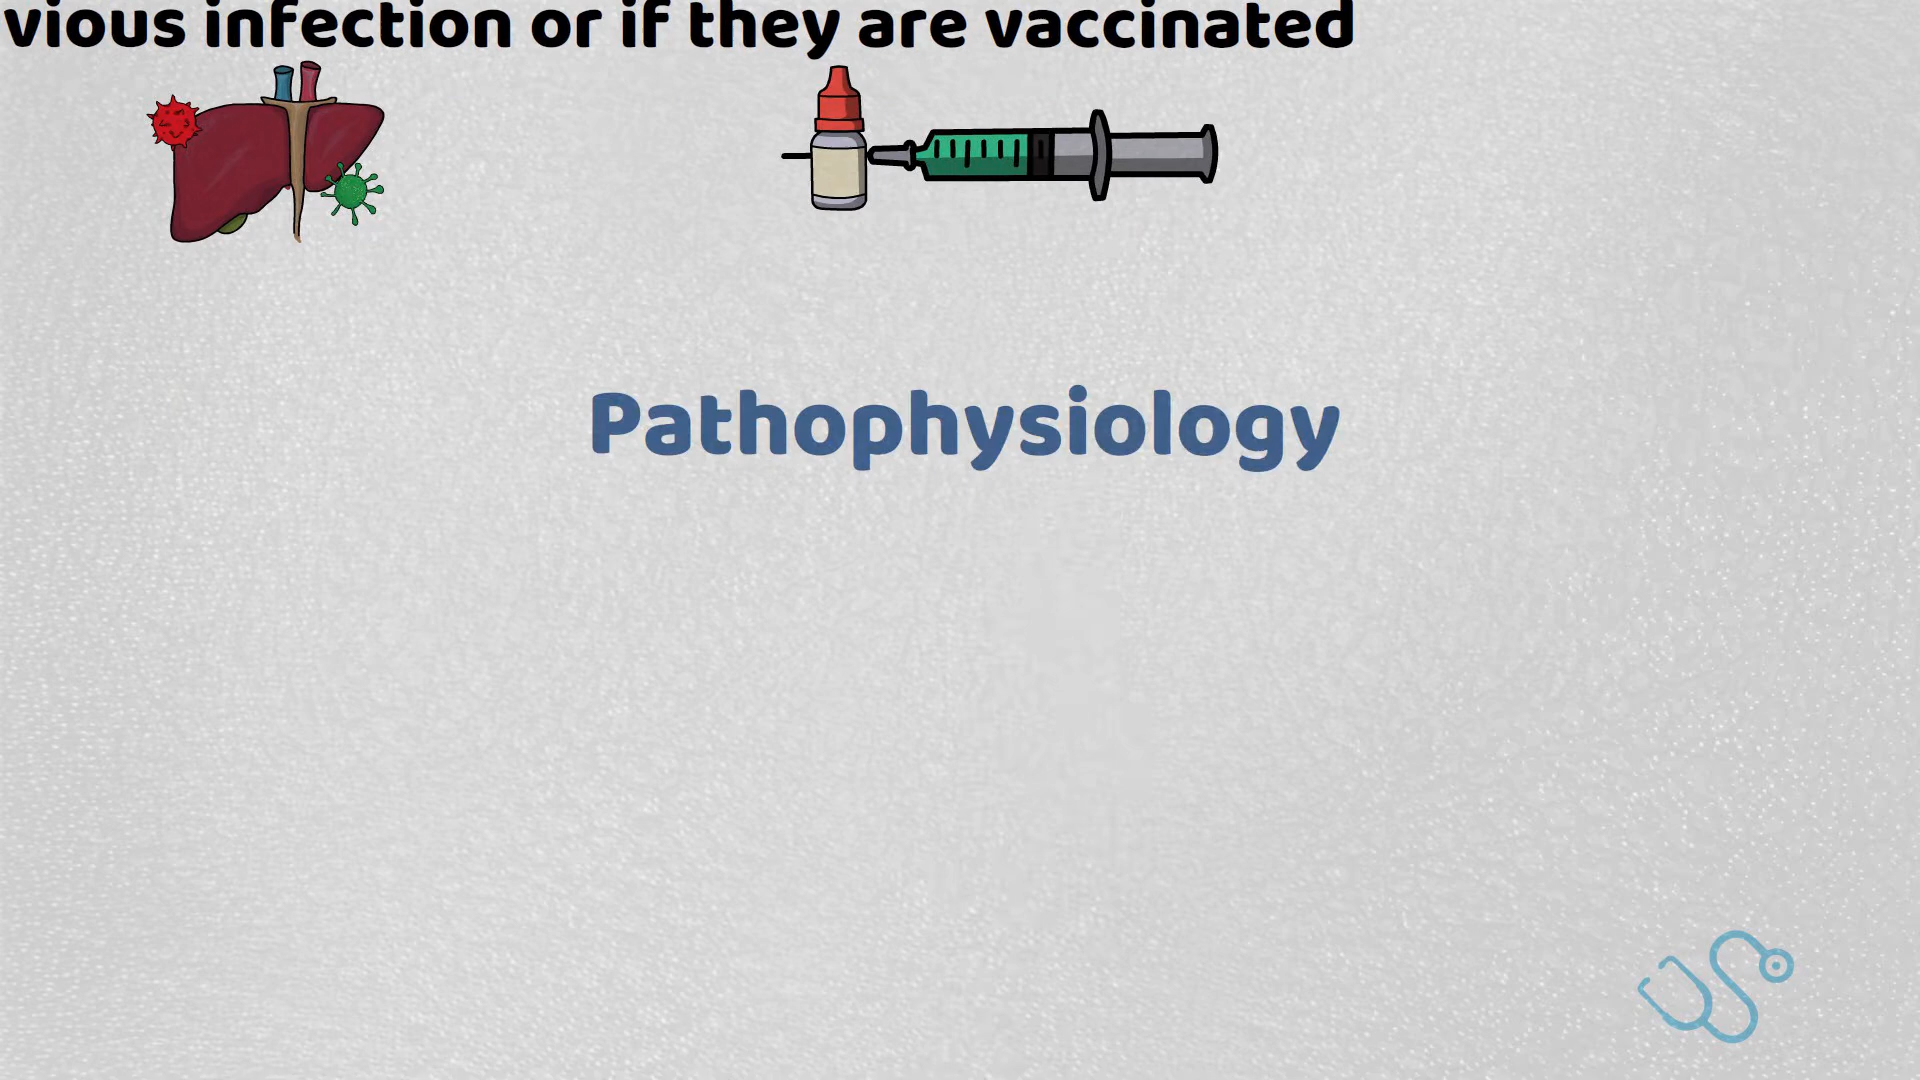 vious infection or if they are vaccinated
Pathophysiology